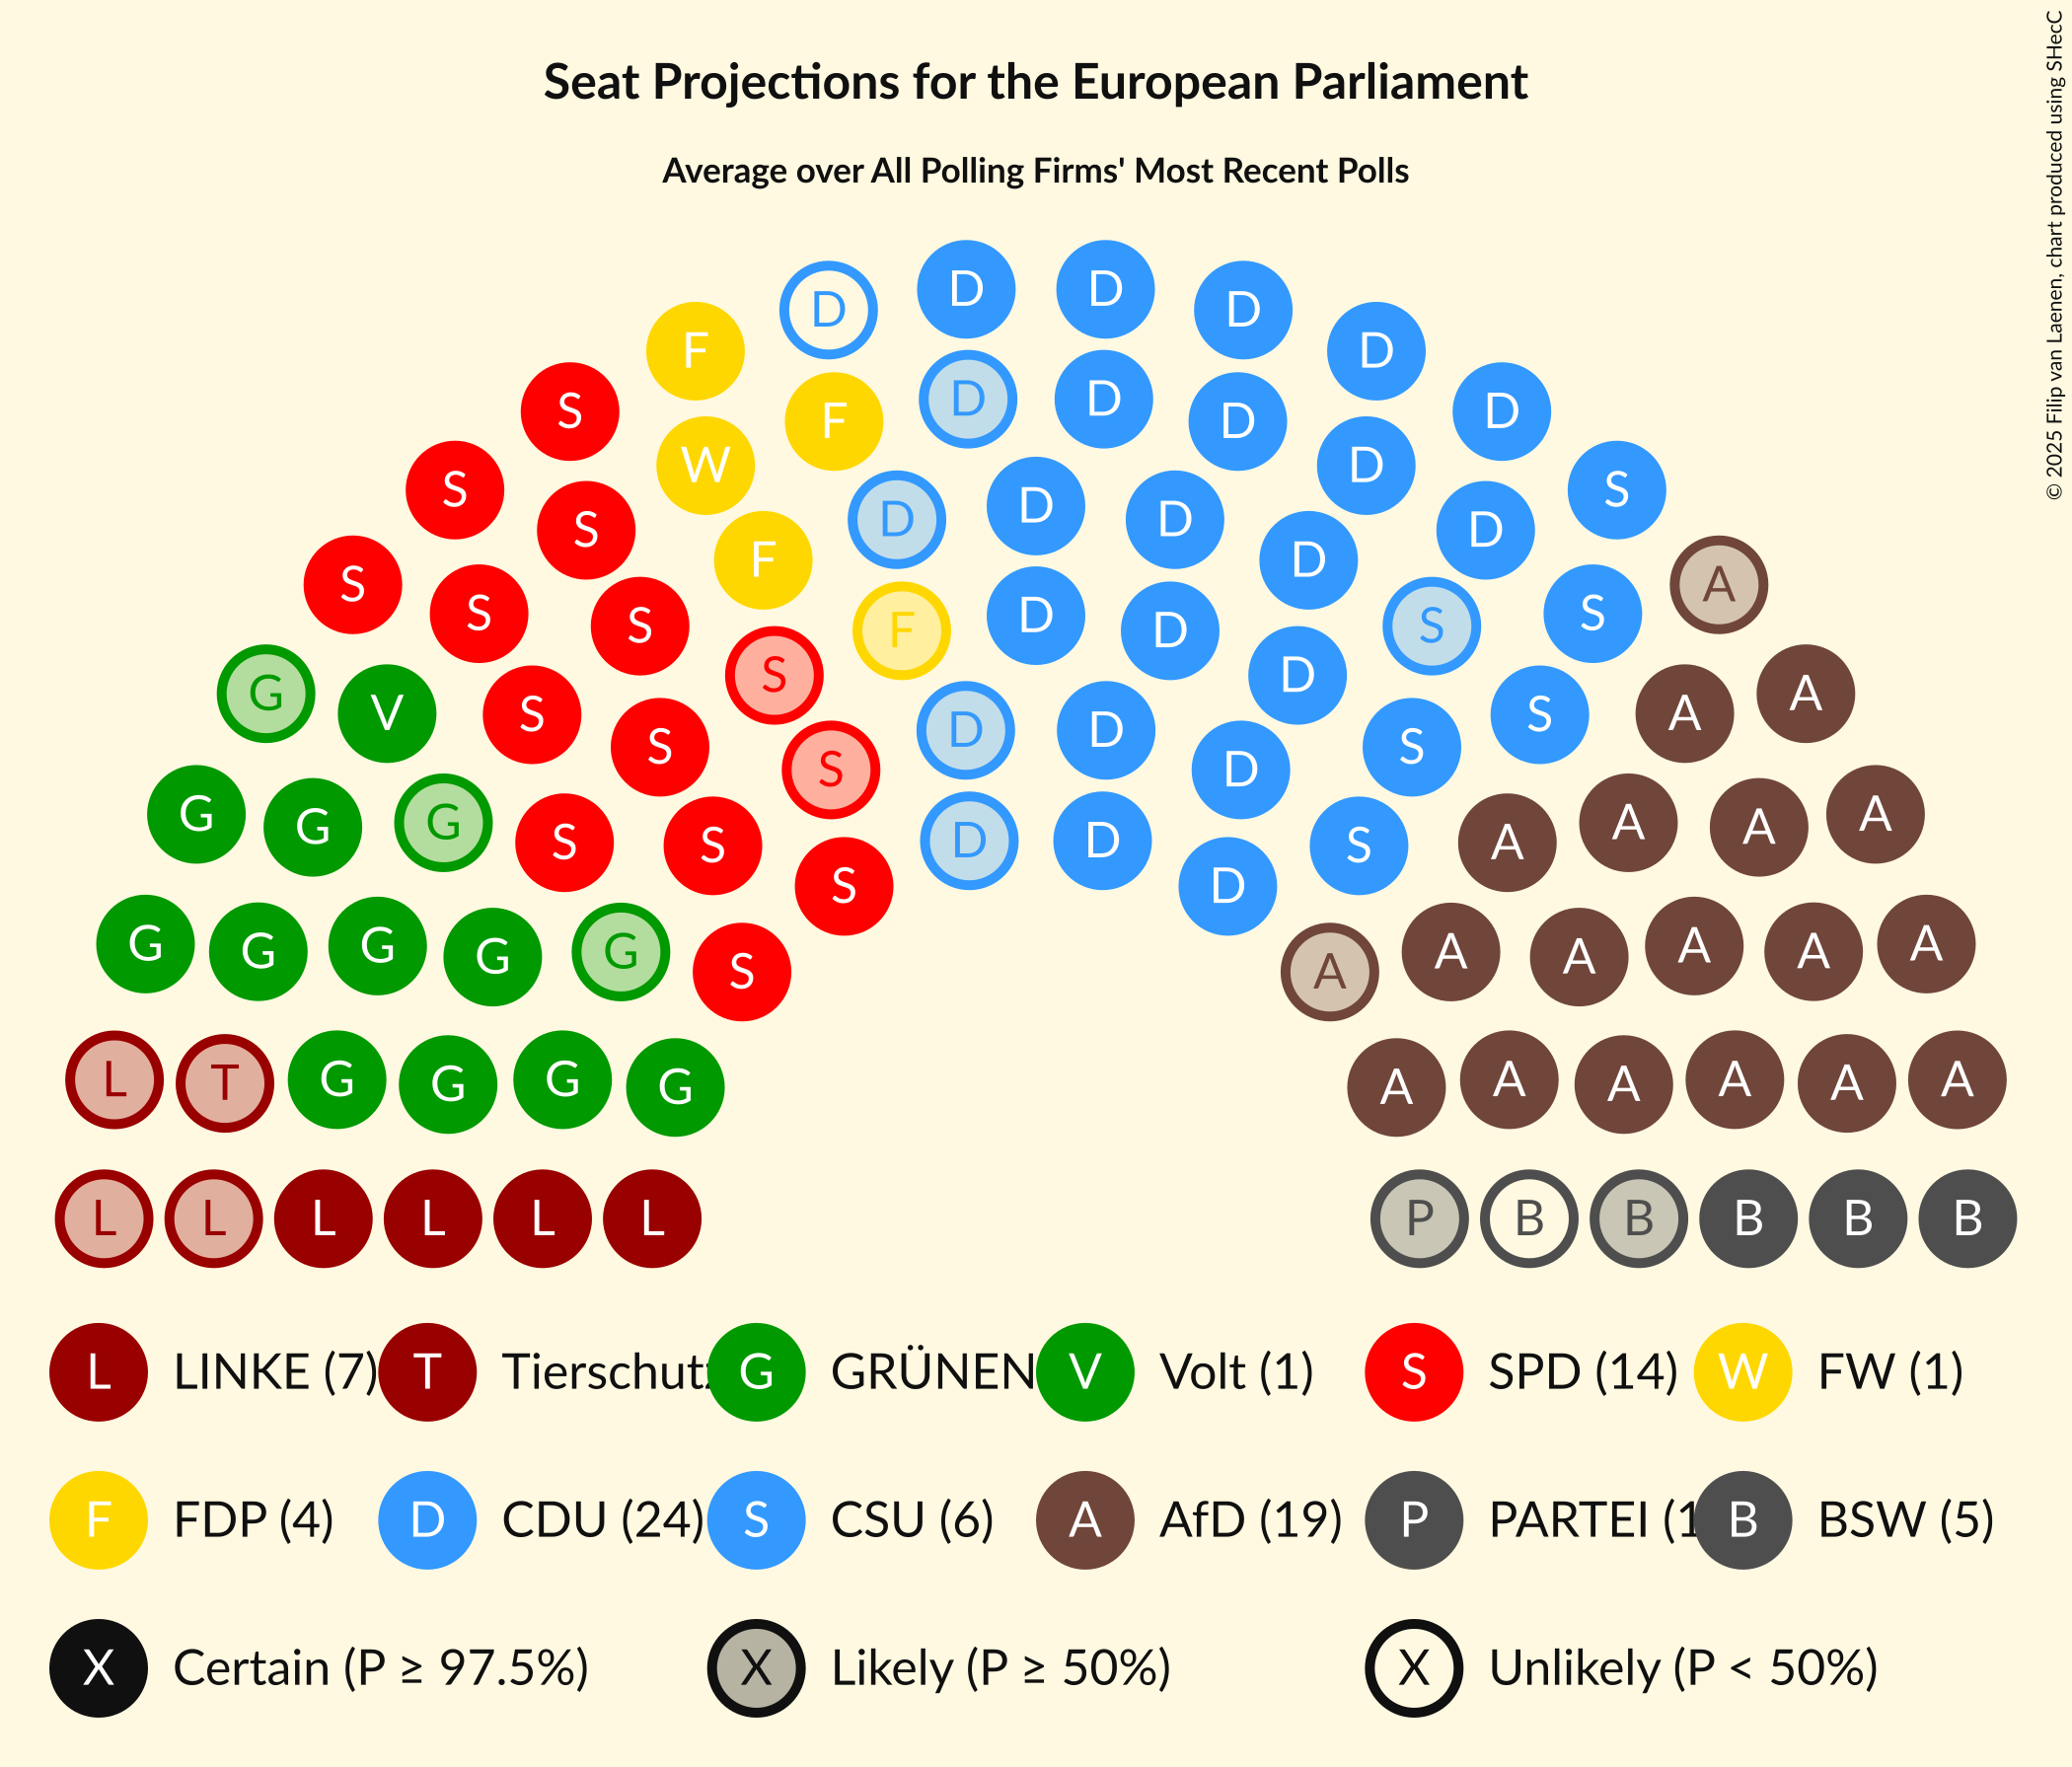 Seat Projections for the European Parliament
Average over All Polling Firms' Most Recent Polls
© 2025 Filip van Laenen, chart produced using SHecC
D D D D
F D
S F D D D D
S W D S
S D D D D
S F D A
S S F D D S S
G S D A
V S S D D S S A
S D
G G G S S D D S A A A A
S D
G G G G G S A A A A A A
L T G G G G A A A A A A
L L L L L L P B B B B B
L LINKE (7) T Tierschutz G GRÜNEN V Volt (1) S SPD (14) W FW (1)
F FDP (4) D CDU (24) S CSU (6) A AfD (19) P PARTEI (1 B BSW (5)
X Certain (P ≥ 97.5%) X Likely (P ≥ 50%) X Unlikely (P < 50%)